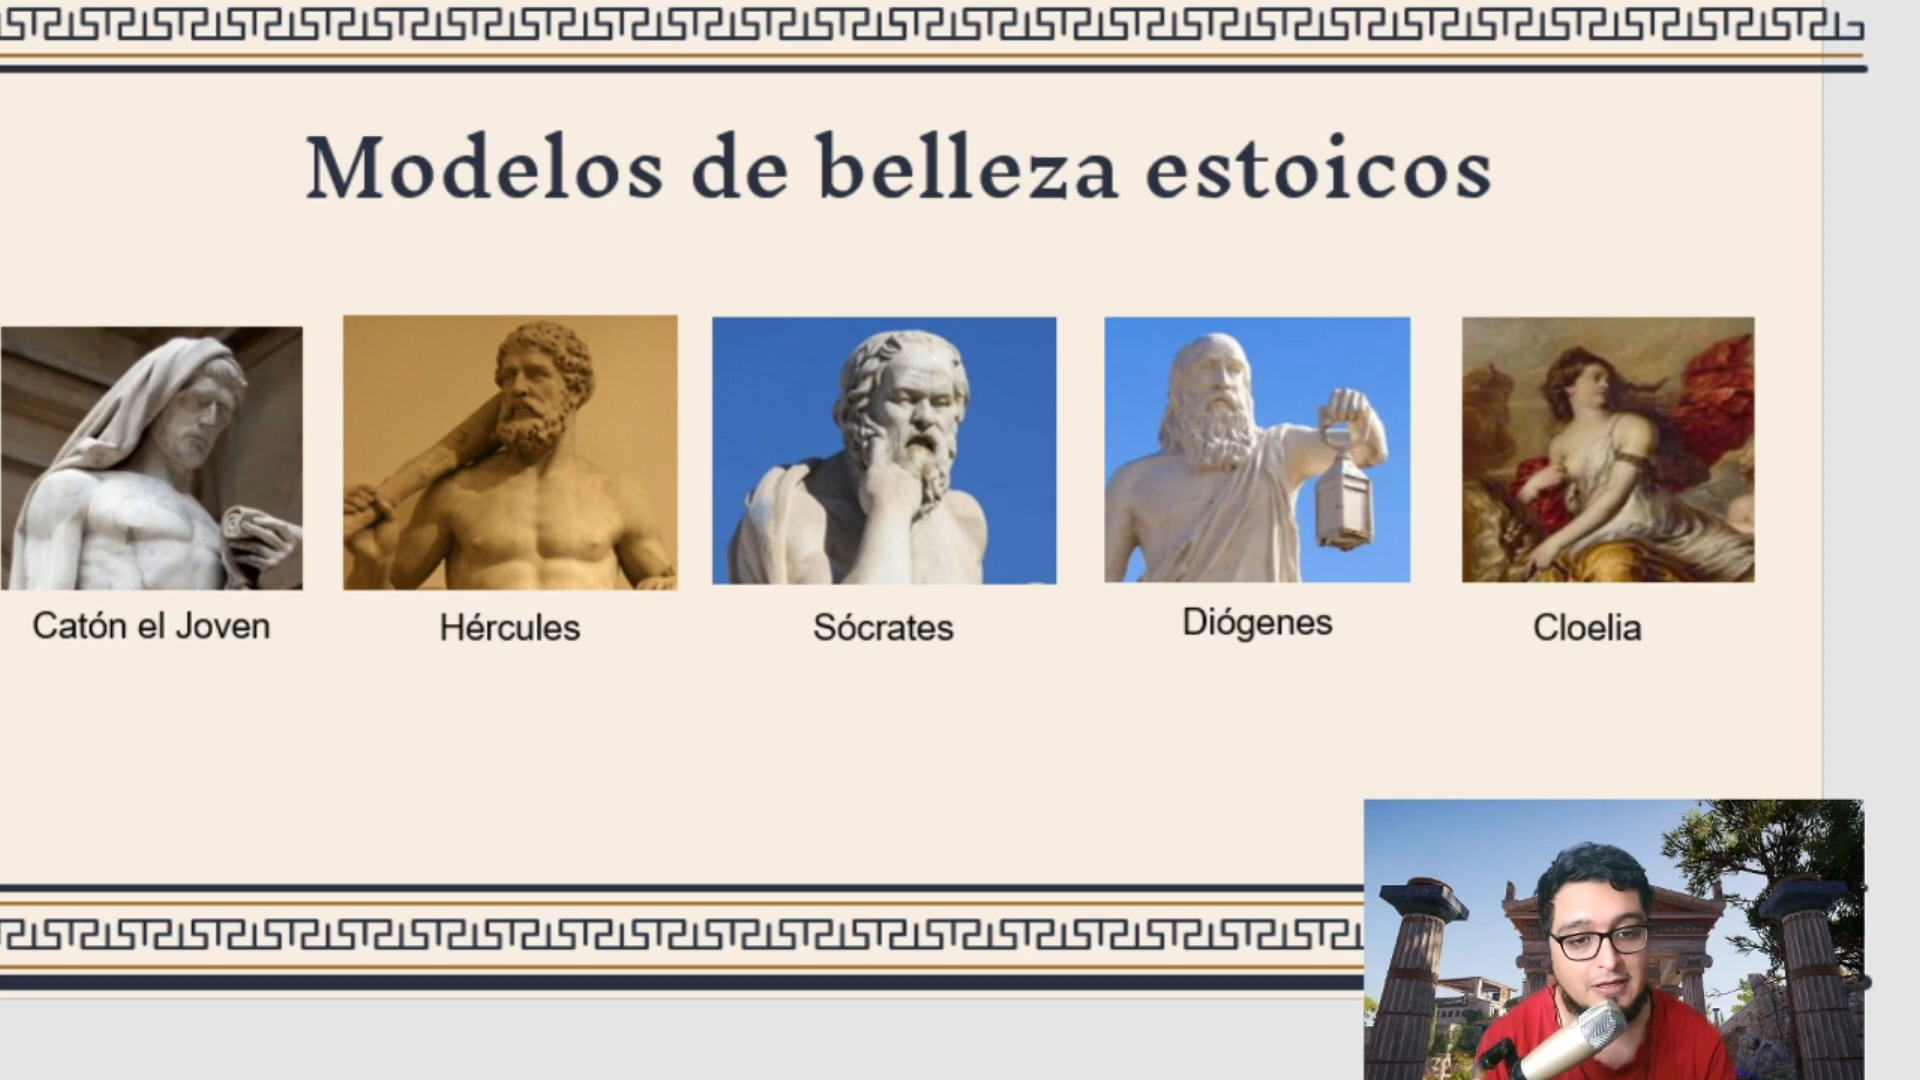 Modelos de belleza estoicos
Catón el Joven
Hércules
Sócrates
Diógenes
Cloelia